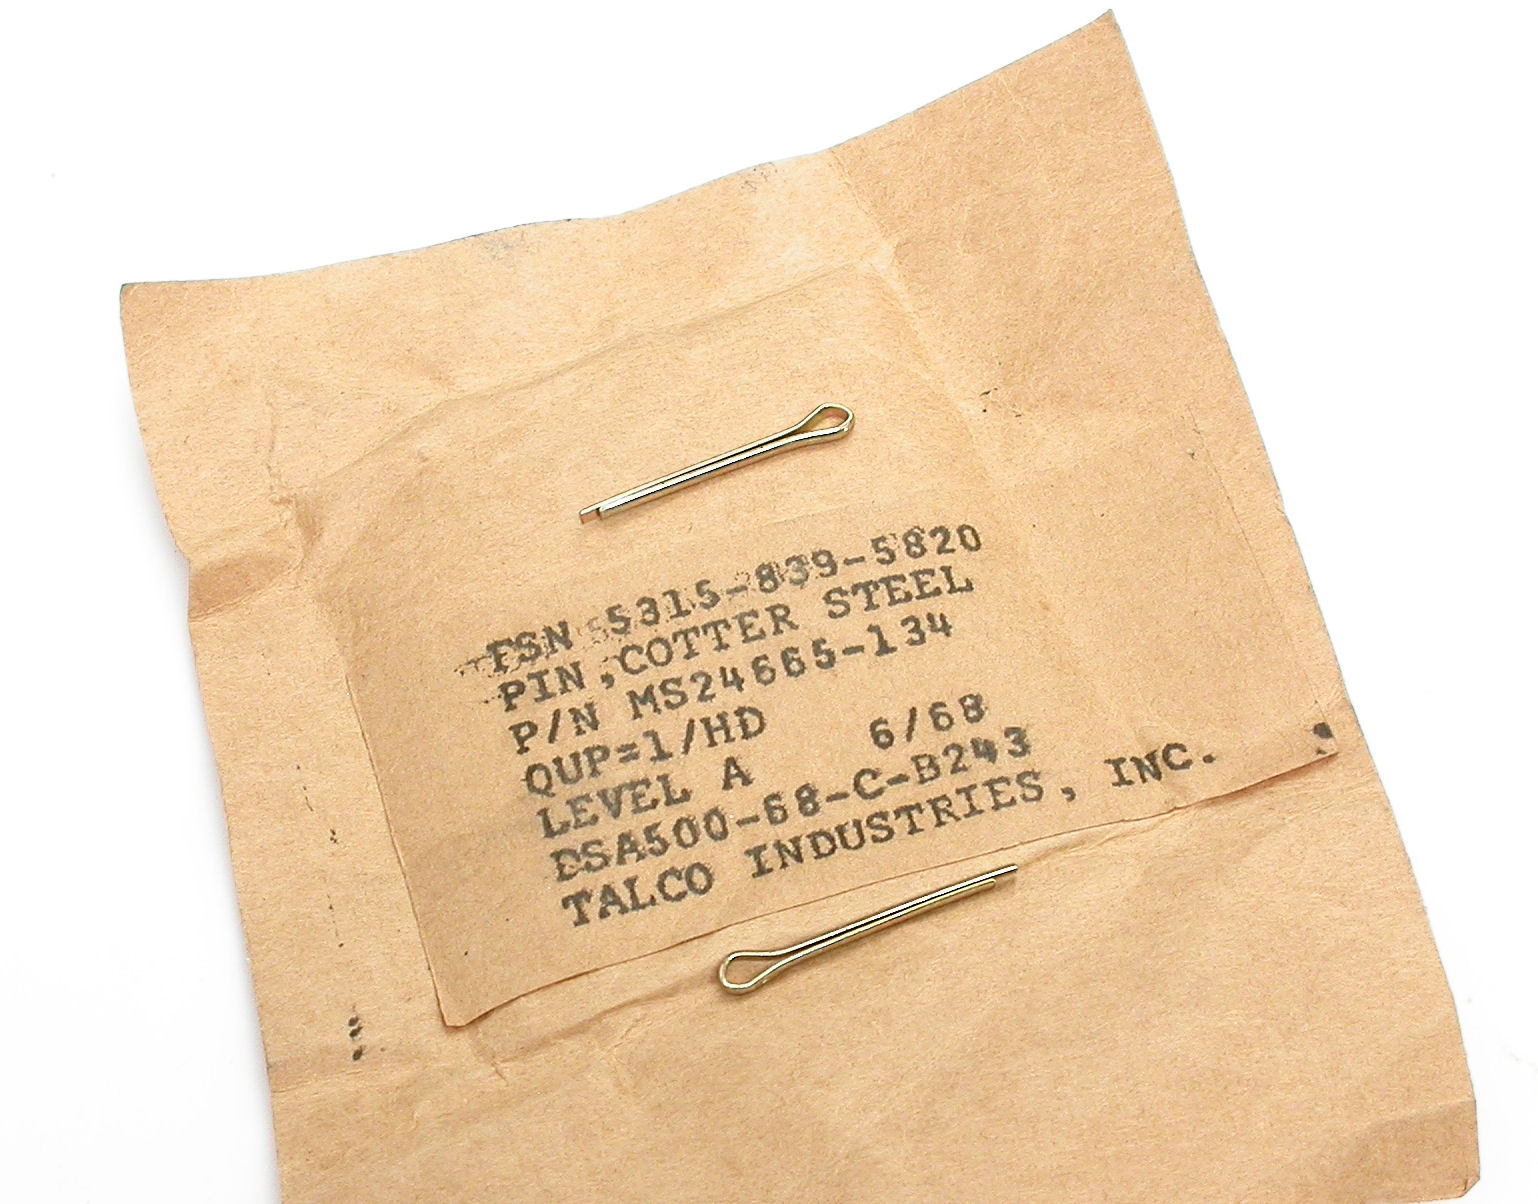 FSN 5315-839-5820
PIN,COTTER STEEL
P/N MS24665-134
QUP=1/HD
LEVEL A 6/68
DSA500-68-C-B243
TALCO INDUSTRIES, INC.